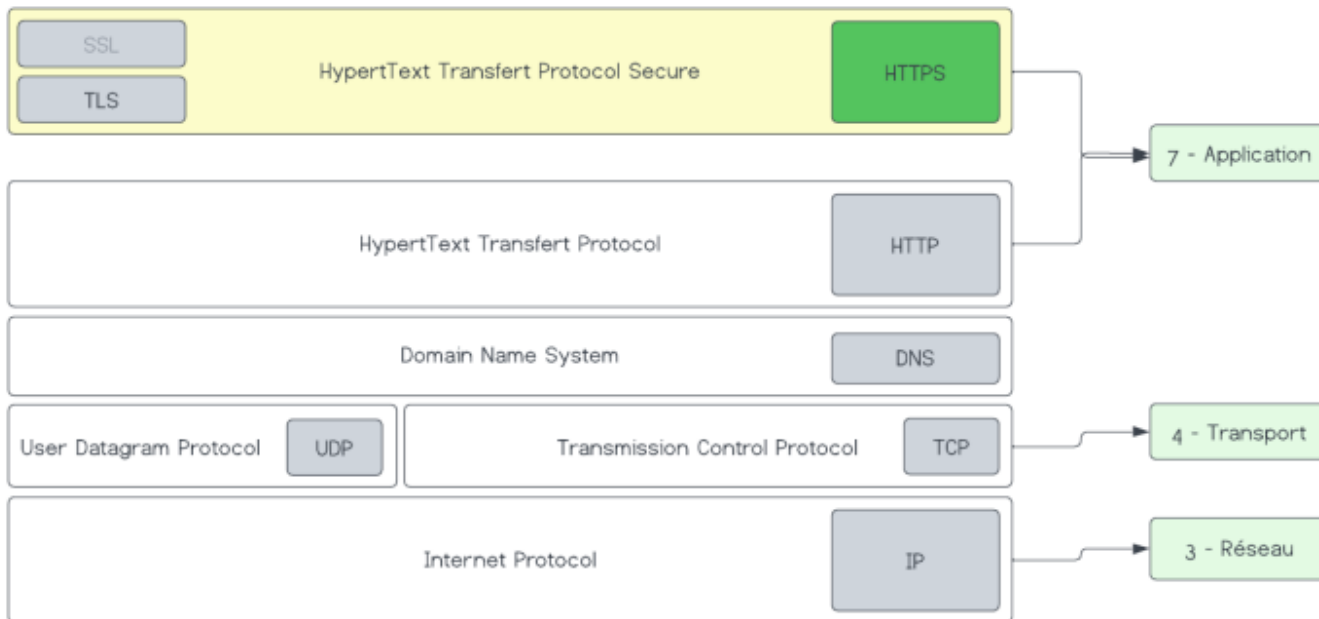 SSL
TLS
HypertText Transfert Protocol Secure
HTTPS
7 - Application
HypertText Transfert Protocol
HTTP
Domain Name System
DNS
User Datagram Protocol
UDP
Transmission Control Protocol
TCP
4 - Transport
Internet Protocol
IP
3 - Réseau